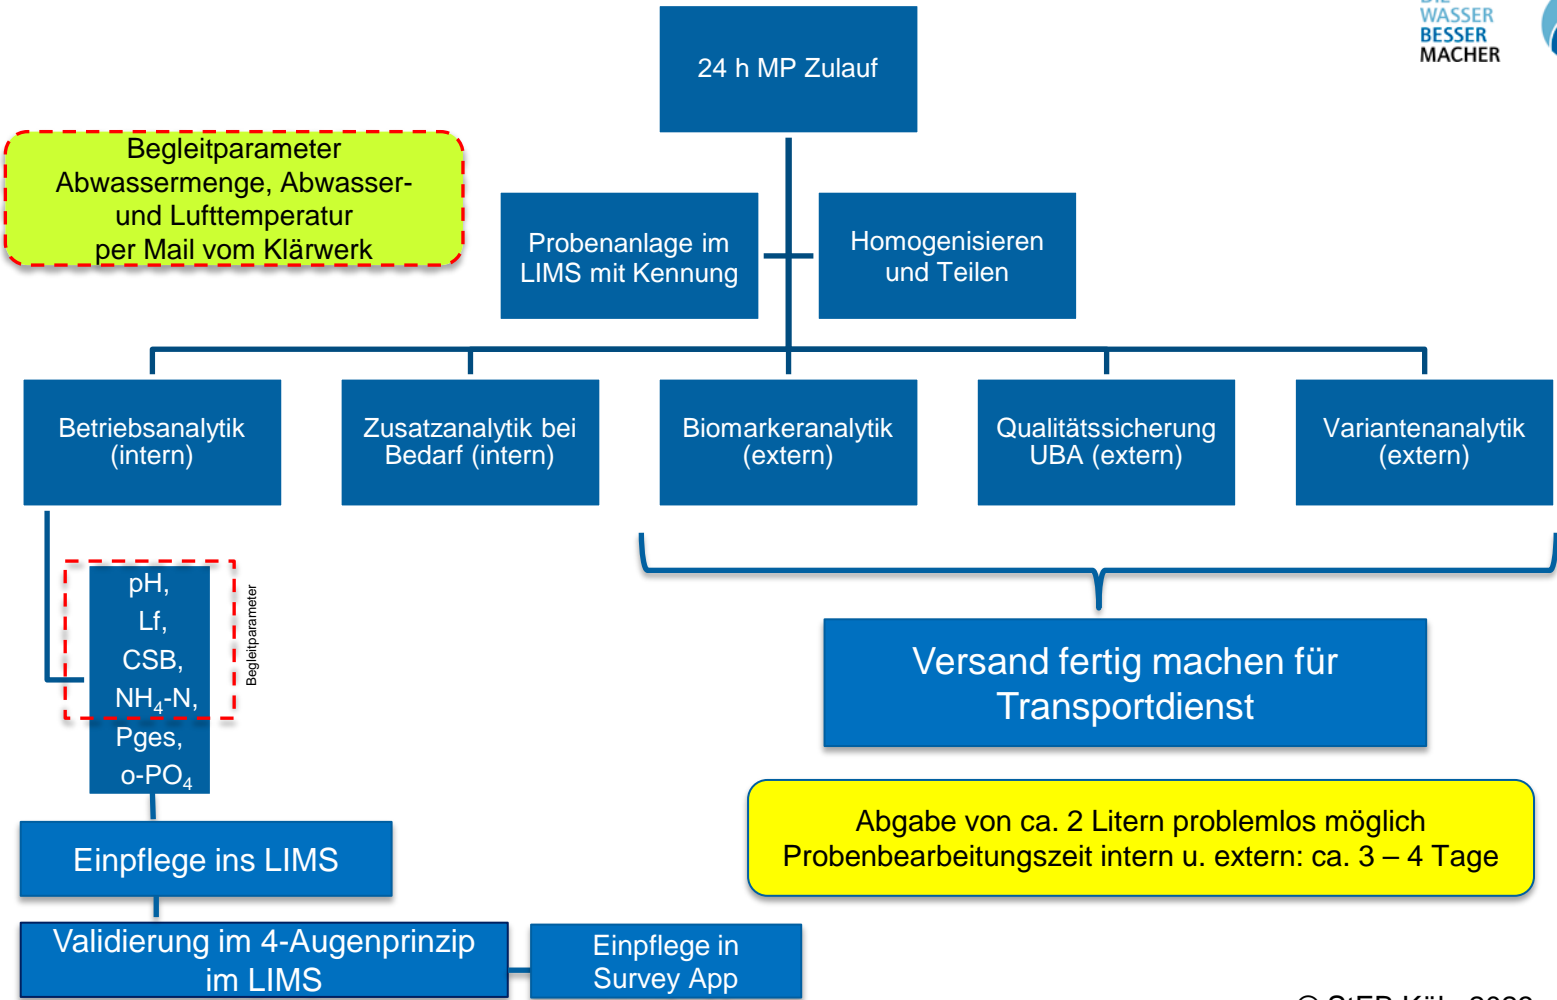 WASSER
BESSER
MACHER
24 h MP Zulauf
Begleitparameter
Abwassermenge, Abwasser-
und Lufttemperatur
per Mail vom Klärwerk
Probenanlage im
LIMS mit Kennung
Homogenisieren
und Teilen
Betriebsanalytik
(intern)
Zusatzanalytik bei
Bedarf (intern)
Biomarkeranalytik
(extern)
Qualitätssicherung
UBA (extern)
Variantenanalytik
(extern)
pH,
Lf,
CSB,
NH₄-N,
Pges,
o-PO₄
Begleitparameter
Versand fertig machen für
Transportdienst
Abgabe von ca. 2 Litern problemlos möglich
Probenbearbeitungszeit intern u. extern: ca. 3 – 4 Tage
Einpflege ins LIMS
Validierung im 4-Augenprinzip
im LIMS
Einpflege in
Survey App